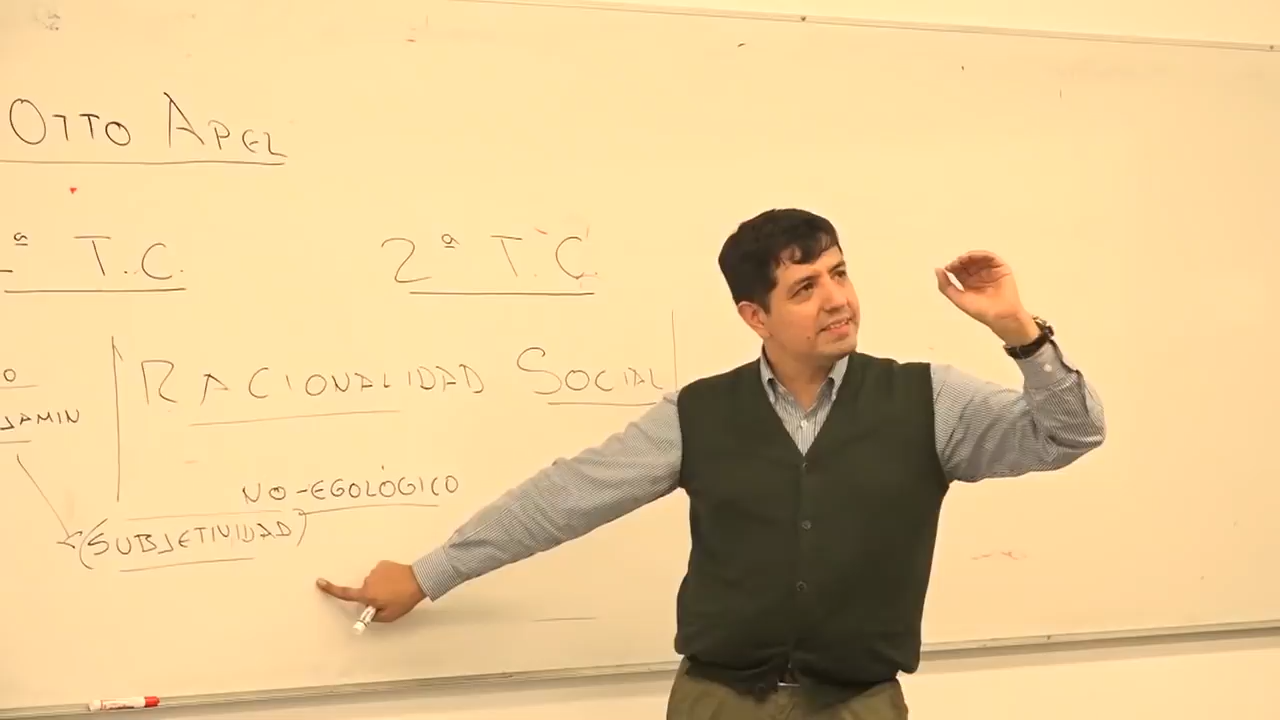 OTTO APEL
ª T.C.
2ª T.C.
RACIONALIDAD SOCIAL
NO-EGOLÓGICO
(SUBJETIVIDAD)